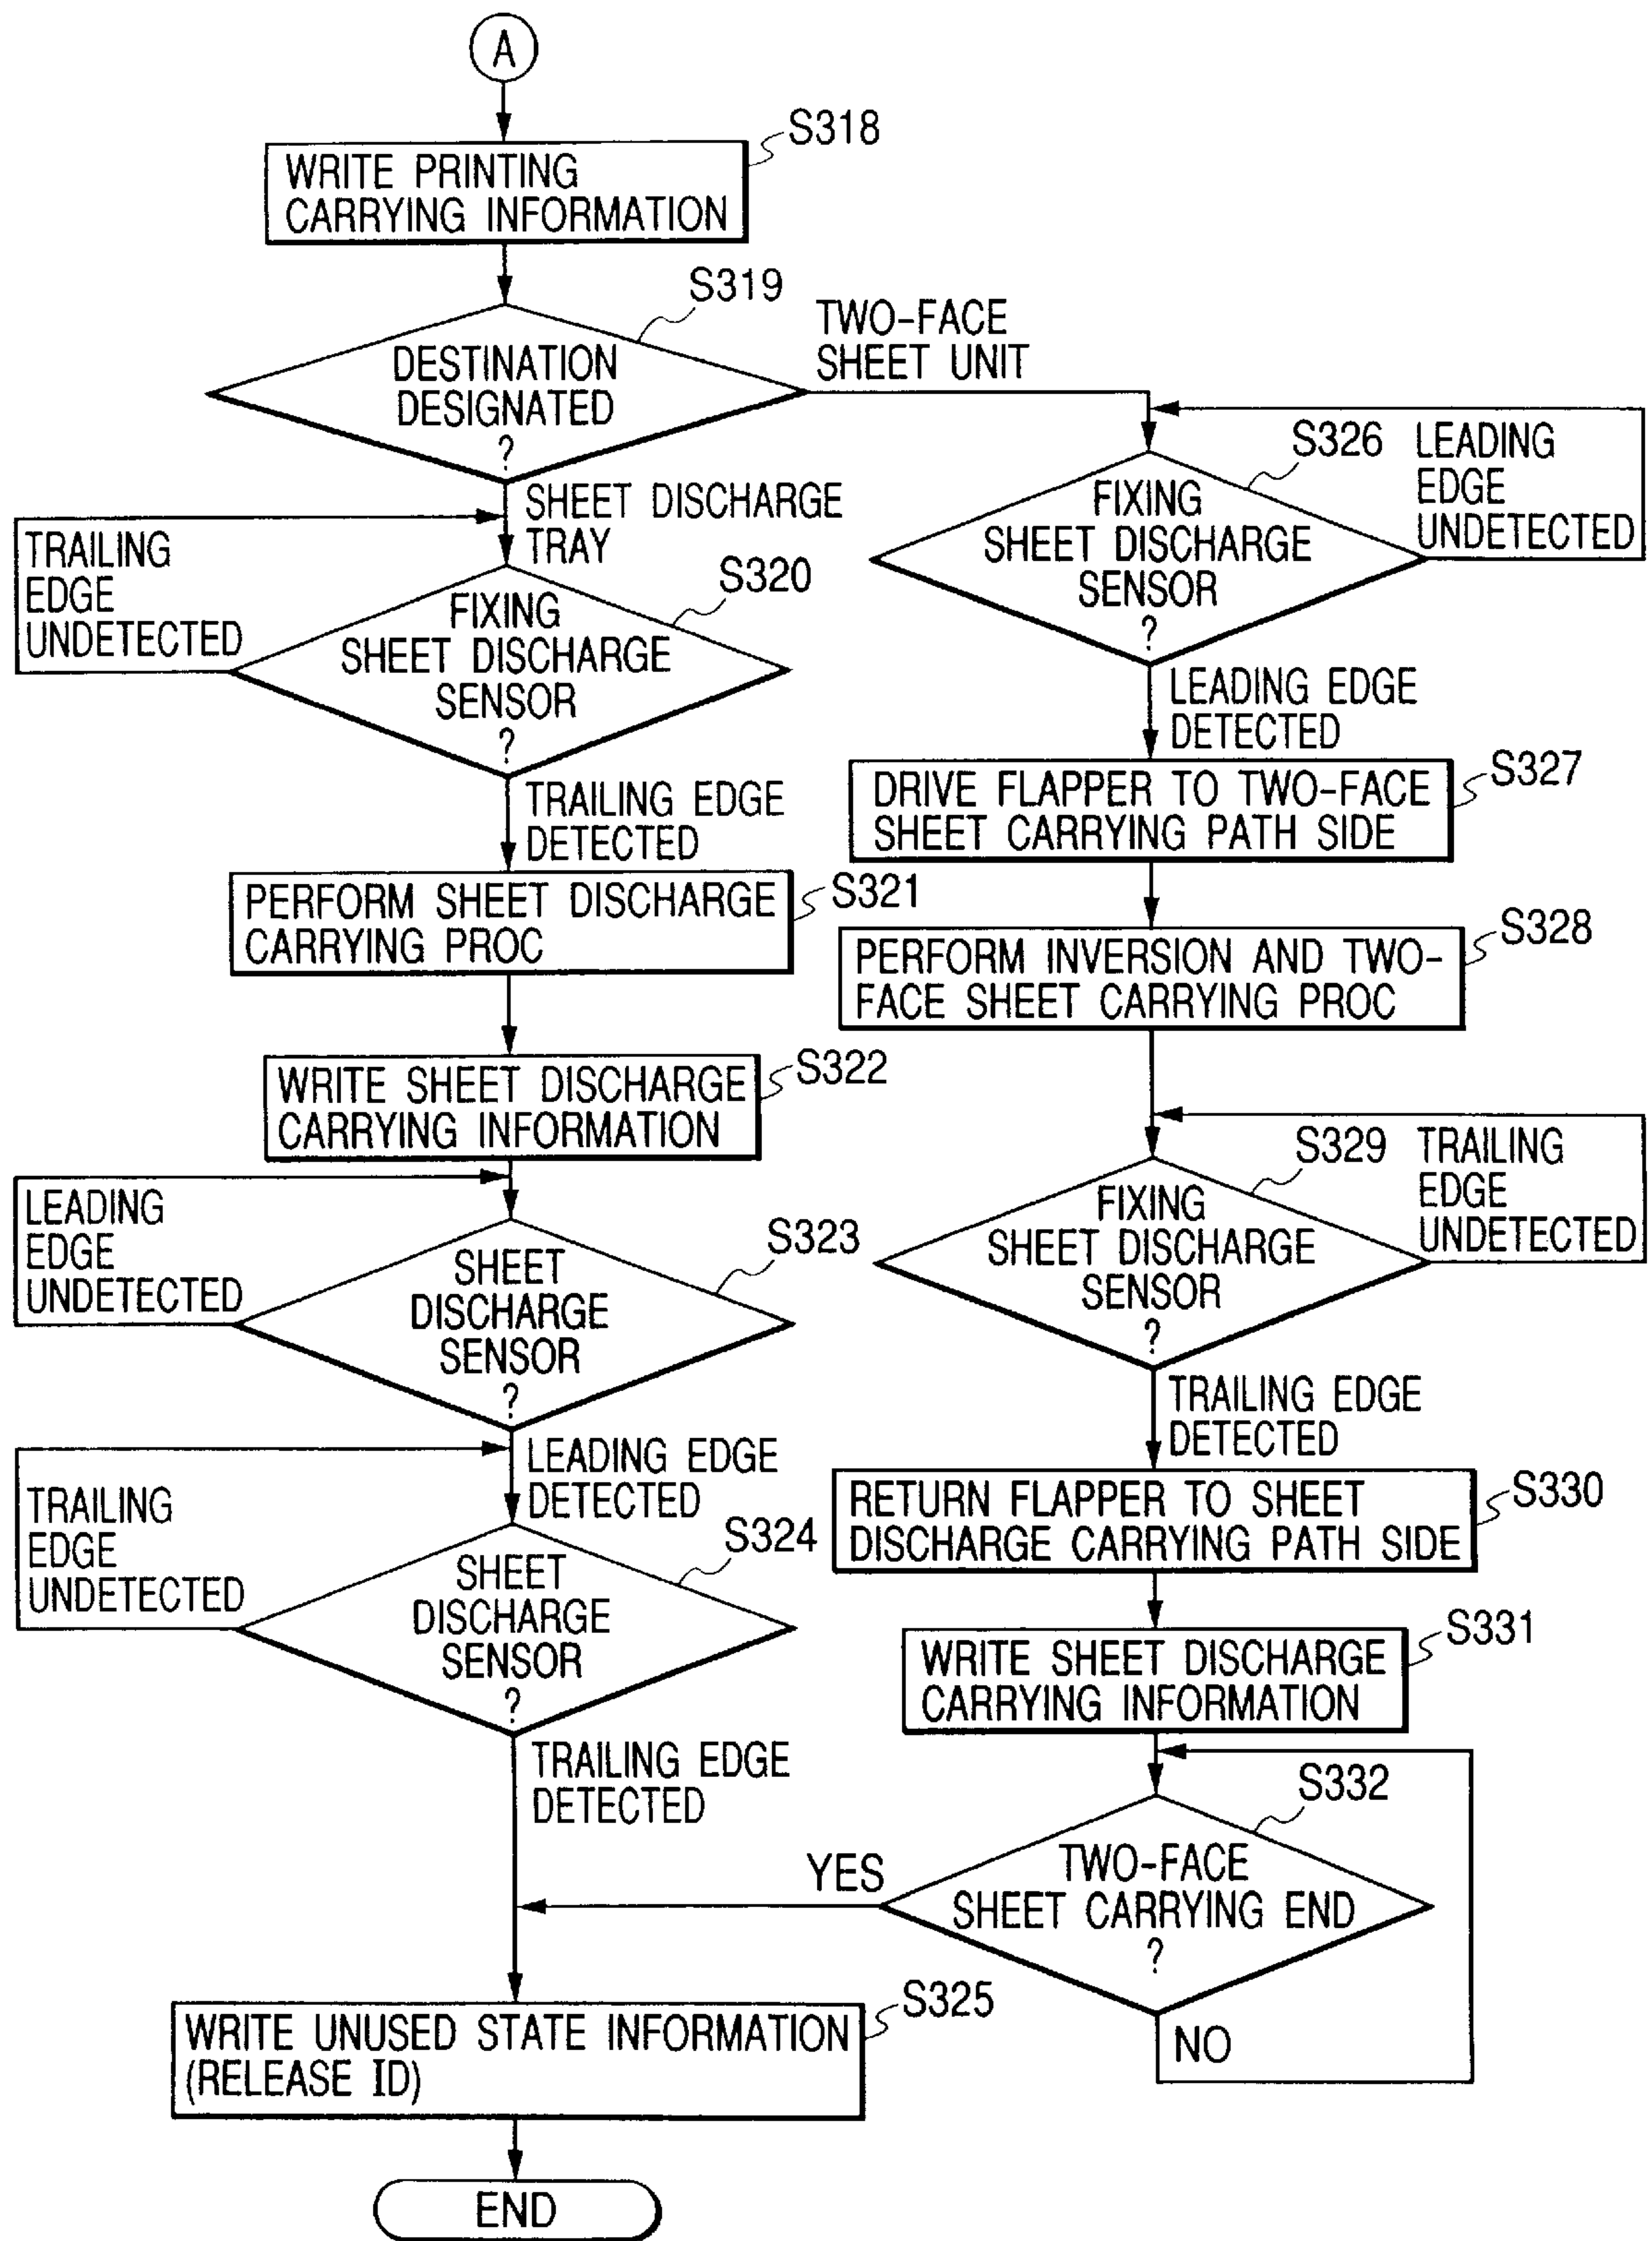 A
S318
WRITE PRINTING
CARRYING INFORMATION
S319
DESTINATION
DESIGNATED
?
TWO-FACE
SHEET UNIT
SHEET DISCHARGE
TRAY
TRAILING
EDGE
UNDETECTED
S320
FIXING
SHEET DISCHARGE
SENSOR
?
TRAILING EDGE
DETECTED
S321
PERFORM SHEET DISCHARGE
CARRYING PROC
S322
WRITE SHEET DISCHARGE
CARRYING INFORMATION
LEADING
EDGE
UNDETECTED
S323
SHEET
DISCHARGE
SENSOR
?
LEADING EDGE
DETECTED
TRAILING
EDGE
UNDETECTED
S324
SHEET
DISCHARGE
SENSOR
?
TRAILING EDGE
DETECTED
S325
WRITE UNUSED STATE INFORMATION
(RELEASE ID)
END
S326
LEADING
EDGE
UNDETECTED
FIXING
SHEET DISCHARGE
SENSOR
?
LEADING EDGE
DETECTED
S327
DRIVE FLAPPER TO TWO-FACE
SHEET CARRYING PATH SIDE
S328
PERFORM INVERSION AND TWO-
FACE SHEET CARRYING PROC
S329
TRAILING
EDGE
UNDETECTED
FIXING
SHEET DISCHARGE
SENSOR
?
TRAILING EDGE
DETECTED
S330
RETURN FLAPPER TO SHEET
DISCHARGE CARRYING PATH SIDE
S331
WRITE SHEET DISCHARGE
CARRYING INFORMATION
S332
TWO-FACE
SHEET CARRYING END
?
YES
NO